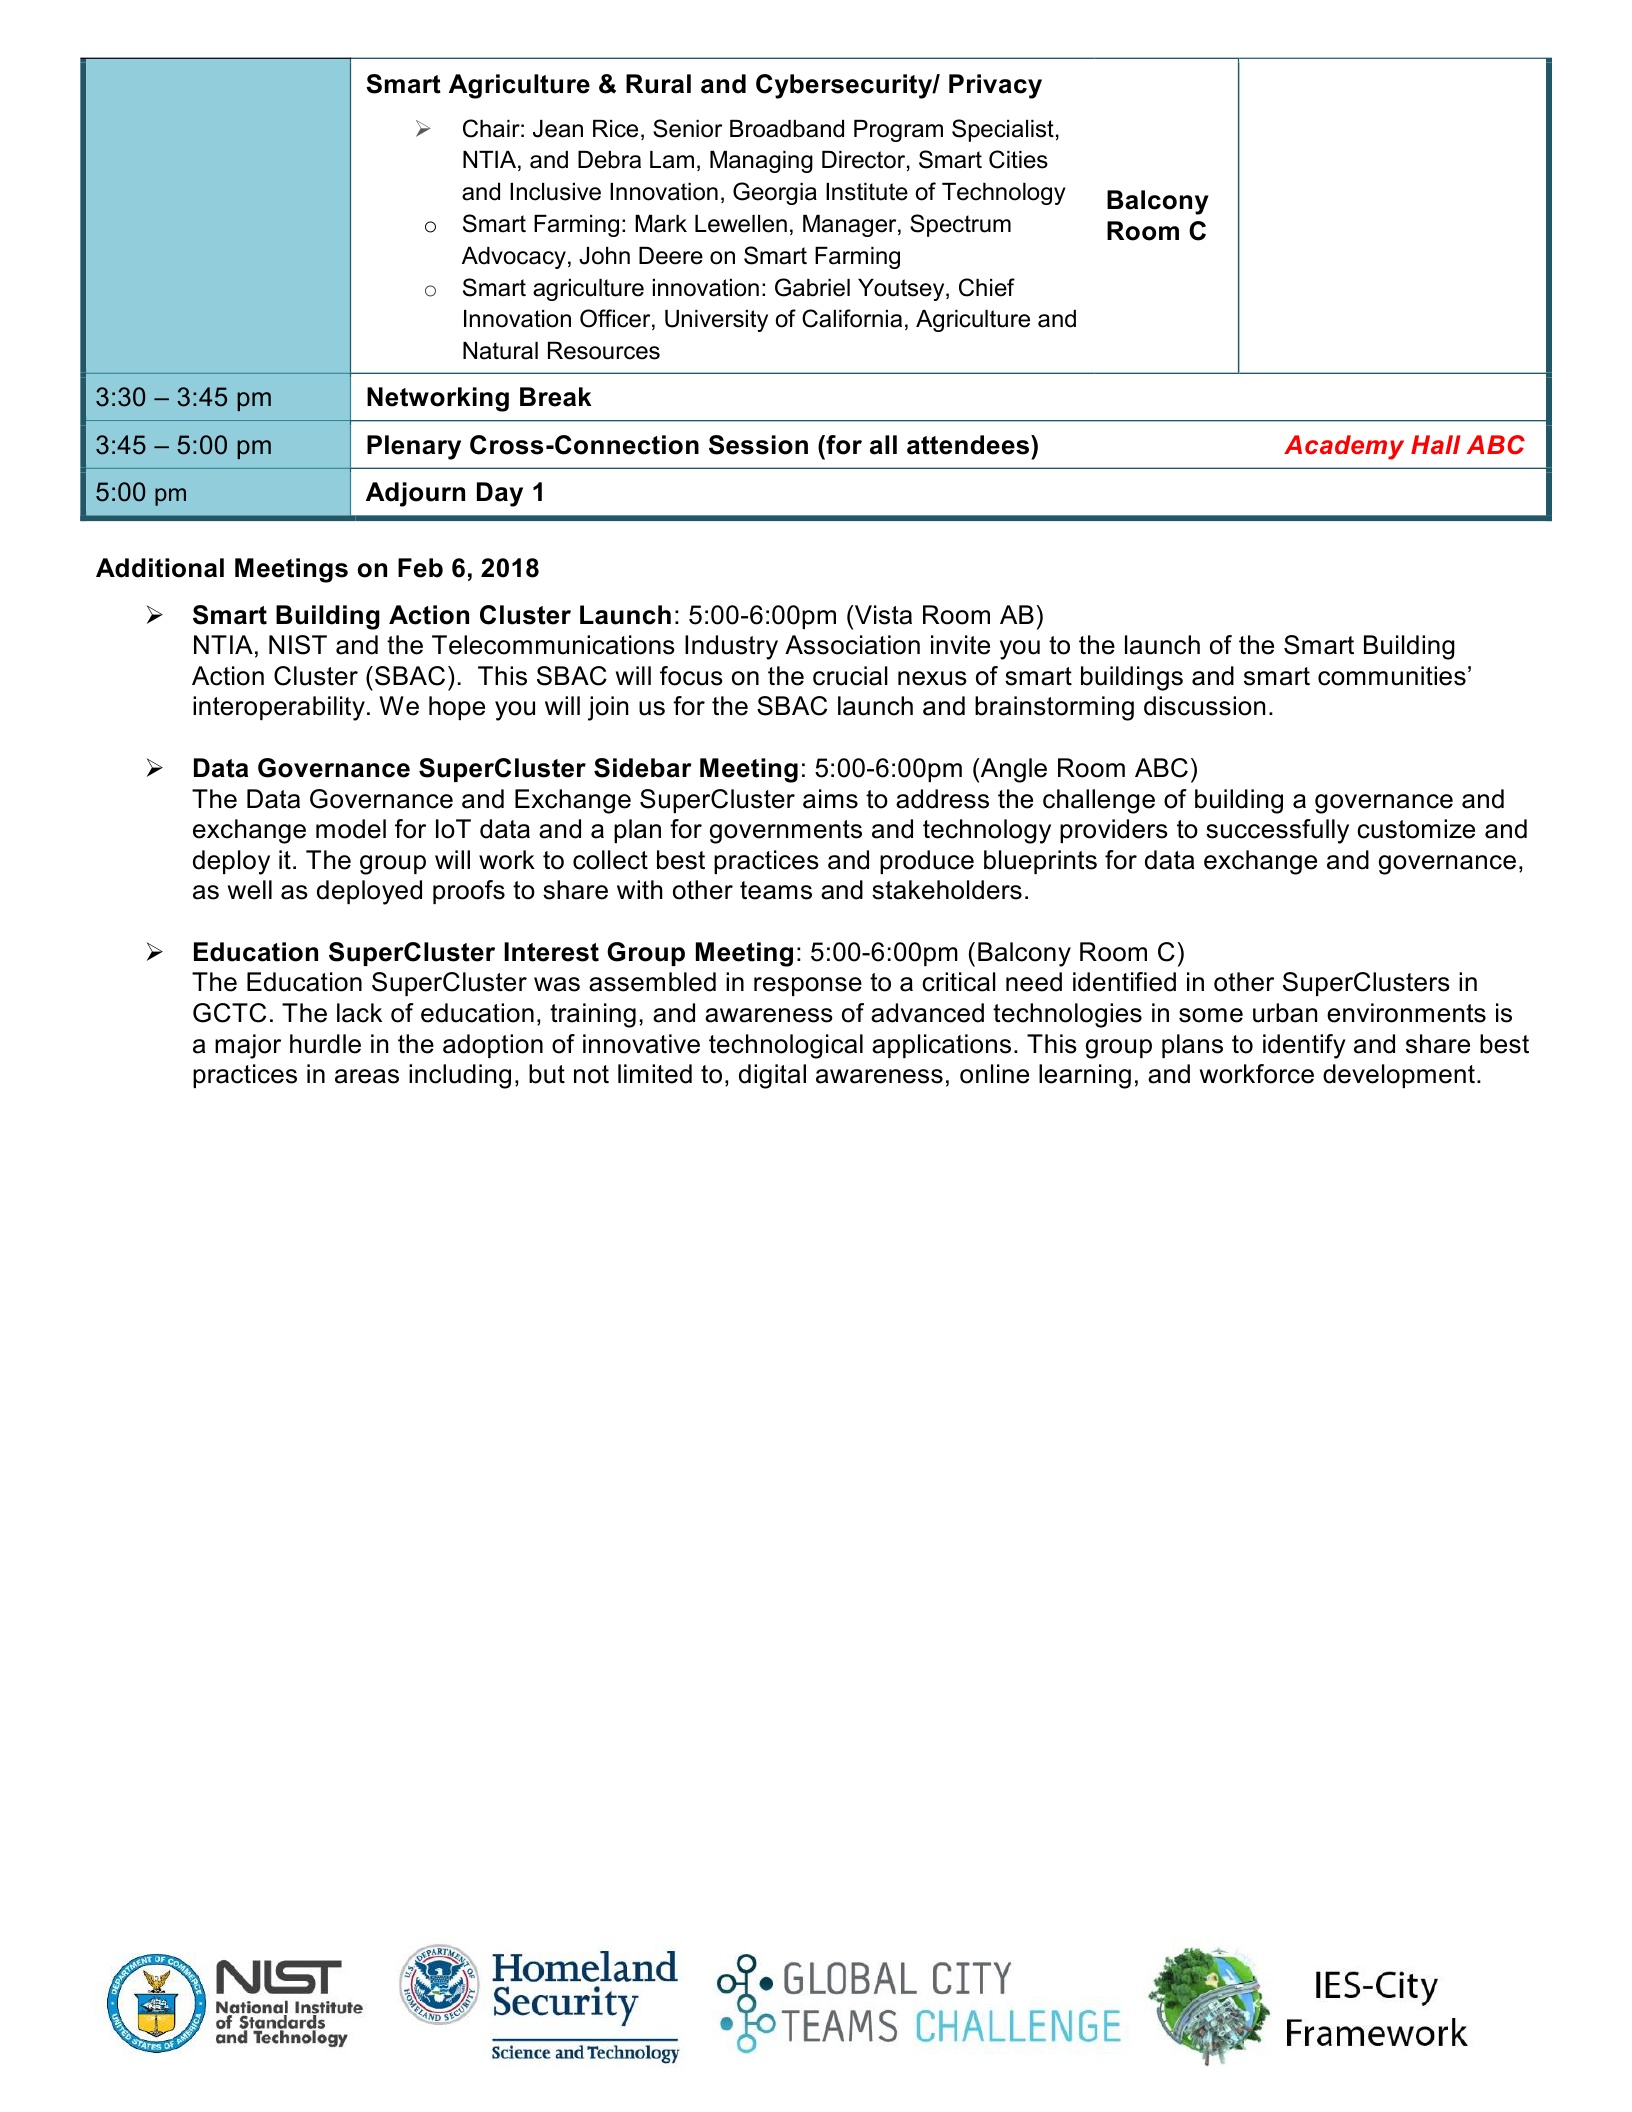 Smart Agriculture & Rural and Cybersecurity/ Privacy
➢ Chair: Jean Rice, Senior Broadband Program Specialist,
NTIA, and Debra Lam, Managing Director, Smart Cities
and Inclusive Innovation, Georgia Institute of Technology
o Smart Farming: Mark Lewellen, Manager, Spectrum
Advocacy, John Deere on Smart Farming
o Smart agriculture innovation: Gabriel Youtsey, Chief
Innovation Officer, University of California, Agriculture and
Natural Resources
Balcony
Room C
3:30 – 3:45 pm Networking Break
3:45 – 5:00 pm Plenary Cross-Connection Session (for all attendees) Academy Hall ABC
5:00 pm Adjourn Day 1
Additional Meetings on Feb 6, 2018
➢ Smart Building Action Cluster Launch: 5:00-6:00pm (Vista Room AB)
NTIA, NIST and the Telecommunications Industry Association invite you to the launch of the Smart Building
Action Cluster (SBAC).  This SBAC will focus on the crucial nexus of smart buildings and smart communities’
interoperability. We hope you will join us for the SBAC launch and brainstorming discussion.
➢ Data Governance SuperCluster Sidebar Meeting: 5:00-6:00pm (Angle Room ABC)
The Data Governance and Exchange SuperCluster aims to address the challenge of building a governance and
exchange model for IoT data and a plan for governments and technology providers to successfully customize and
deploy it. The group will work to collect best practices and produce blueprints for data exchange and governance,
as well as deployed proofs to share with other teams and stakeholders.
➢ Education SuperCluster Interest Group Meeting: 5:00-6:00pm (Balcony Room C)
The Education SuperCluster was assembled in response to a critical need identified in other SuperClusters in
GCTC. The lack of education, training, and awareness of advanced technologies in some urban environments is
a major hurdle in the adoption of innovative technological applications. This group plans to identify and share best
practices in areas including, but not limited to, digital awareness, online learning, and workforce development.
DEPARTMENT OF COMMERCE
UNITED STATES OF AMERICA
NIST
National Institute
of Standards
and Technology
U.S. DEPARTMENT OF
HOMELAND SECURITY
Homeland
Security
Science and Technology
GLOBAL CITY
TEAMS CHALLENGE
IES-City
Framework